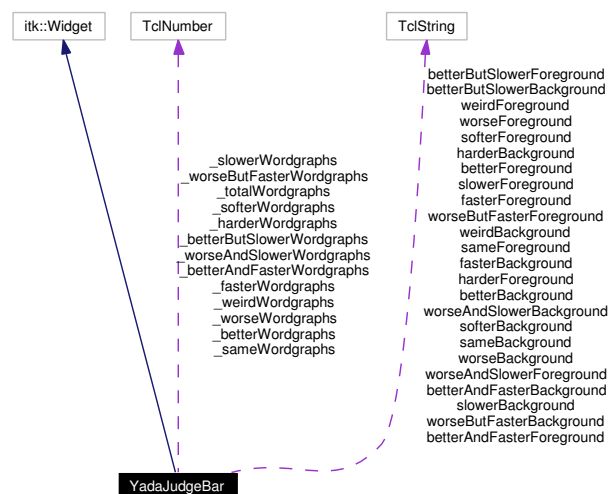 itk::Widget
TclNumber
TclString
_slowerWordgraphs
_worseButFasterWordgraphs
_totalWordgraphs
_softerWordgraphs
_harderWordgraphs
_betterButSlowerWordgraphs
_worseAndSlowerWordgraphs
_betterAndFasterWordgraphs
_fasterWordgraphs
_weirdWordgraphs
_worseWordgraphs
_betterWordgraphs
_sameWordgraphs
betterButSlowerForeground
betterButSlowerBackground
weirdForeground
worseForeground
softerForeground
harderBackground
betterForeground
slowerForeground
fasterForeground
worseButFasterForeground
weirdBackground
sameForeground
fasterBackground
harderForeground
betterBackground
worseAndSlowerBackground
softerBackground
sameBackground
worseBackground
worseAndSlowerForeground
betterAndFasterBackground
slowerBackground
worseButFasterBackground
betterAndFasterForeground
YadaJudgeBar